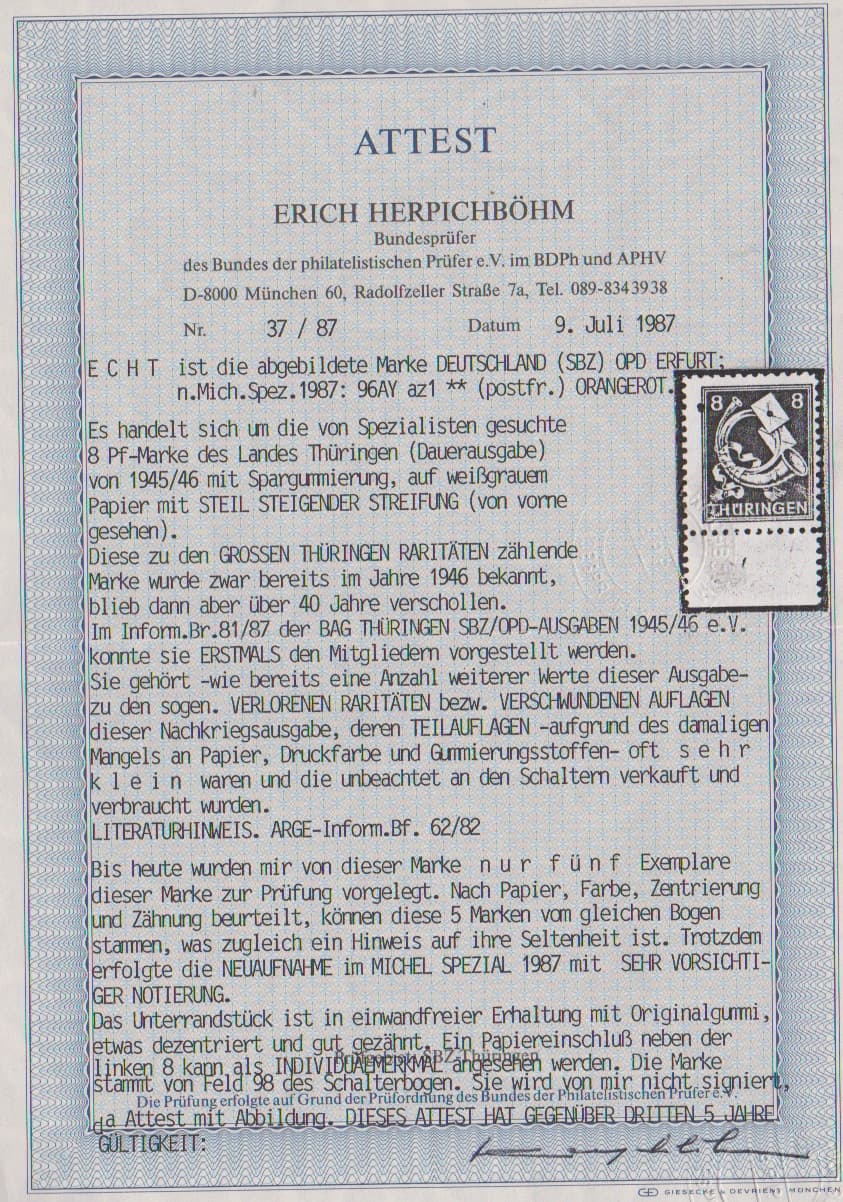 ATTEST
ERICH HERPICHBÖHM
Bundesprüfer
des Bundes der philatelistischen Prüfer e.V. im BDPh und APHV
D-8000 München 60, Radolfzeller Straße 7a, Tel. 089-8343938
Nr. 37 / 87 Datum 9. Juli 1987
E C H T ist die abgebildete Marke DEUTSCHLAND (SBZ) OPD ERFURT;
n.Mich.Spez.1987: 96AY az1 ** (postfr.) ORANGEROT.
8 8
THÜRINGEN
Es handelt sich um die von Spezialisten gesuchte
8 Pf-Marke des Landes Thüringen (Dauerausgabe)
von 1945/46 mit Spargummierung, auf weißgrauem
Papier mit STEIL STEIGENDER STREIFUNG (von vorne
gesehen).
Diese zu den GROSSEN THÜRINGEN RARITÄTEN zählende
Marke wurde zwar bereits im Jahre 1946 bekannt,
blieb dann aber über 40 Jahre verschollen.
Im Inform.Br.81/87 der BAG THÜRINGEN SBZ/OPD-AUSGABEN 1945/46 e.V.
konnte sie ERSTMALS den Mitgliedern vorgestellt werden.
Sie gehört -wie bereits eine Anzahl weiterer Werte dieser Ausgabe-
zu den sogen. VERLORENEN RARITÄTEN bezw. VERSCHWUNDENEN AUFLAGEN
dieser Nachkriegsausgabe, deren TEILAUFLAGEN -aufgrund des damaligen
Mangels an Papier, Druckfarbe und Gummierungsstoffen- oft s e h r
k l e i n waren und die unbeachtet an den Schaltern verkauft und
verbraucht wurden.
LITERATURHINWEIS. ARGE-Inform.Bf. 62/82
Bis heute wurden mir von dieser Marke n u r f ü n f Exemplare
dieser Marke zur Prüfung vorgelegt. Nach Papier, Farbe, Zentrierung
und Zähnung beurteilt, können diese 5 Marken vom gleichen Bogen
stammen, was zugleich ein Hinweis auf ihre Seltenheit ist. Trotzdem
erfolgte die NEUAUFNAHME im MICHEL SPEZIAL 1987 mit SEHR VORSICHTI-
GER NOTIERUNG.
Das Unterrandstück ist in einwandfreier Erhaltung mit Originalgummi,
etwas dezentriert und gut gezähnt. Ein Papiereinschluß neben der
SBZ-Thüringen
linken 8 kann als INDIVIDUALMERKMAL angesehen werden. Die Marke
stammt von Feld 98 des Schalterbogen. Sie wird von mir nicht signiert,
Die Prüfung erfolgte auf Grund der Prüfordnung des Bundes der Philatelistischen Prüfer e.V.
da Attest mit Abbildung. DIESES ATTEST HAT GEGENÜBER DRITTEN 5 JAHRE
GÜLTIGKEIT:
GIESECKE & DEVRIENT MÜNCHEN